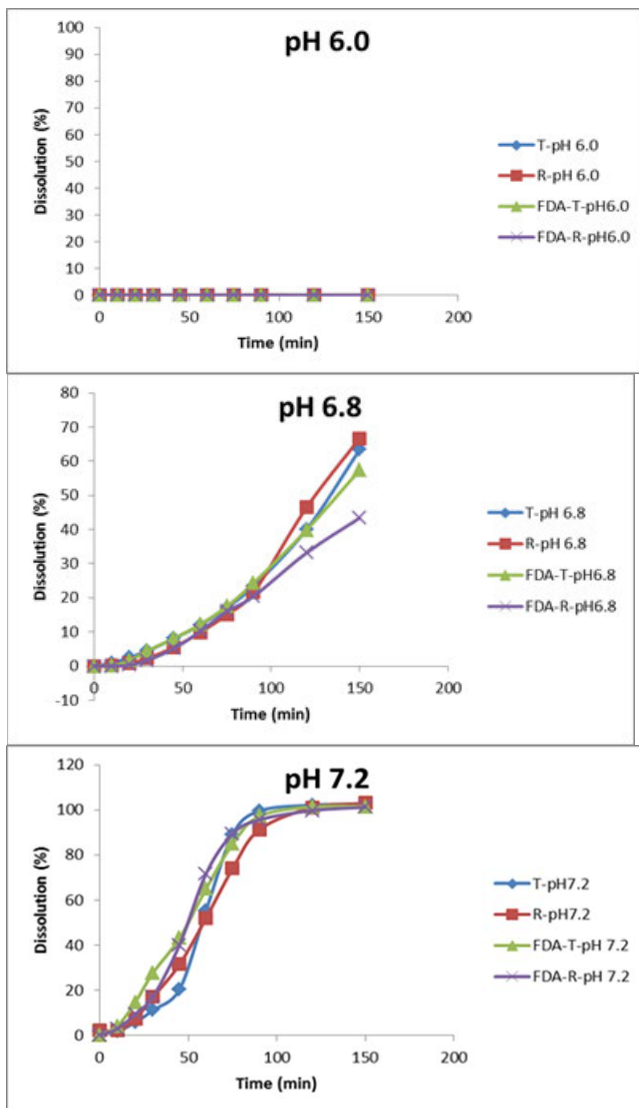 pH 6.0
100
90
80
70
60
50
40
30
20
10
0
Dissolution (%)
0 50 100 150 200
Time (min)
T-pH 6.0
R-pH 6.0
FDA-T-pH6.0
FDA-R-pH6.0
pH 6.8
80
70
60
50
40
30
20
10
0
-10
Dissolution (%)
0 50 100 150 200
Time (min)
T-pH 6.8
R-pH 6.8
FDA-T-pH6.8
FDA-R-pH6.8
pH 7.2
120
100
80
60
40
20
0
Dissolution (%)
0 50 100 150 200
Time (min)
T-pH7.2
R-pH7.2
FDA-T-pH 7.2
FDA-R-pH 7.2